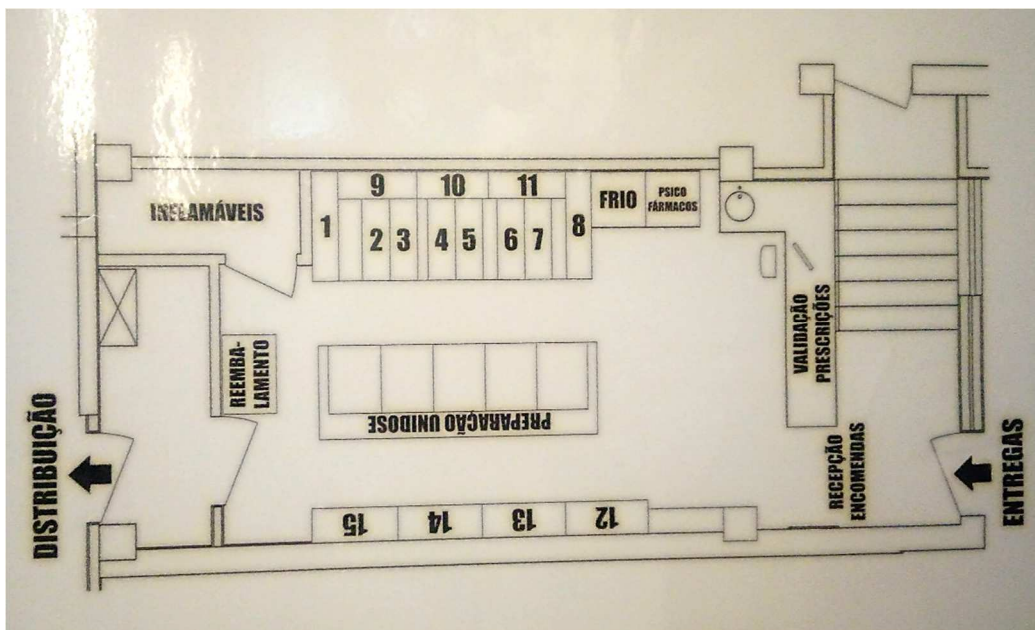 INFLAMÁVEIS
9
10
11
1
2
3
4
5
6
7
8
FRIO
PSICO
FÁRMACOS
VALIDAÇÃO
PRESCRIÇÕES
REEMBA-
LAMENTO
PREPARAÇÃO UNIDOSE
DISTRIBUIÇÃO
RECEPÇÃO
ENCOMENDAS
ENTREGAS
15
14
13
12